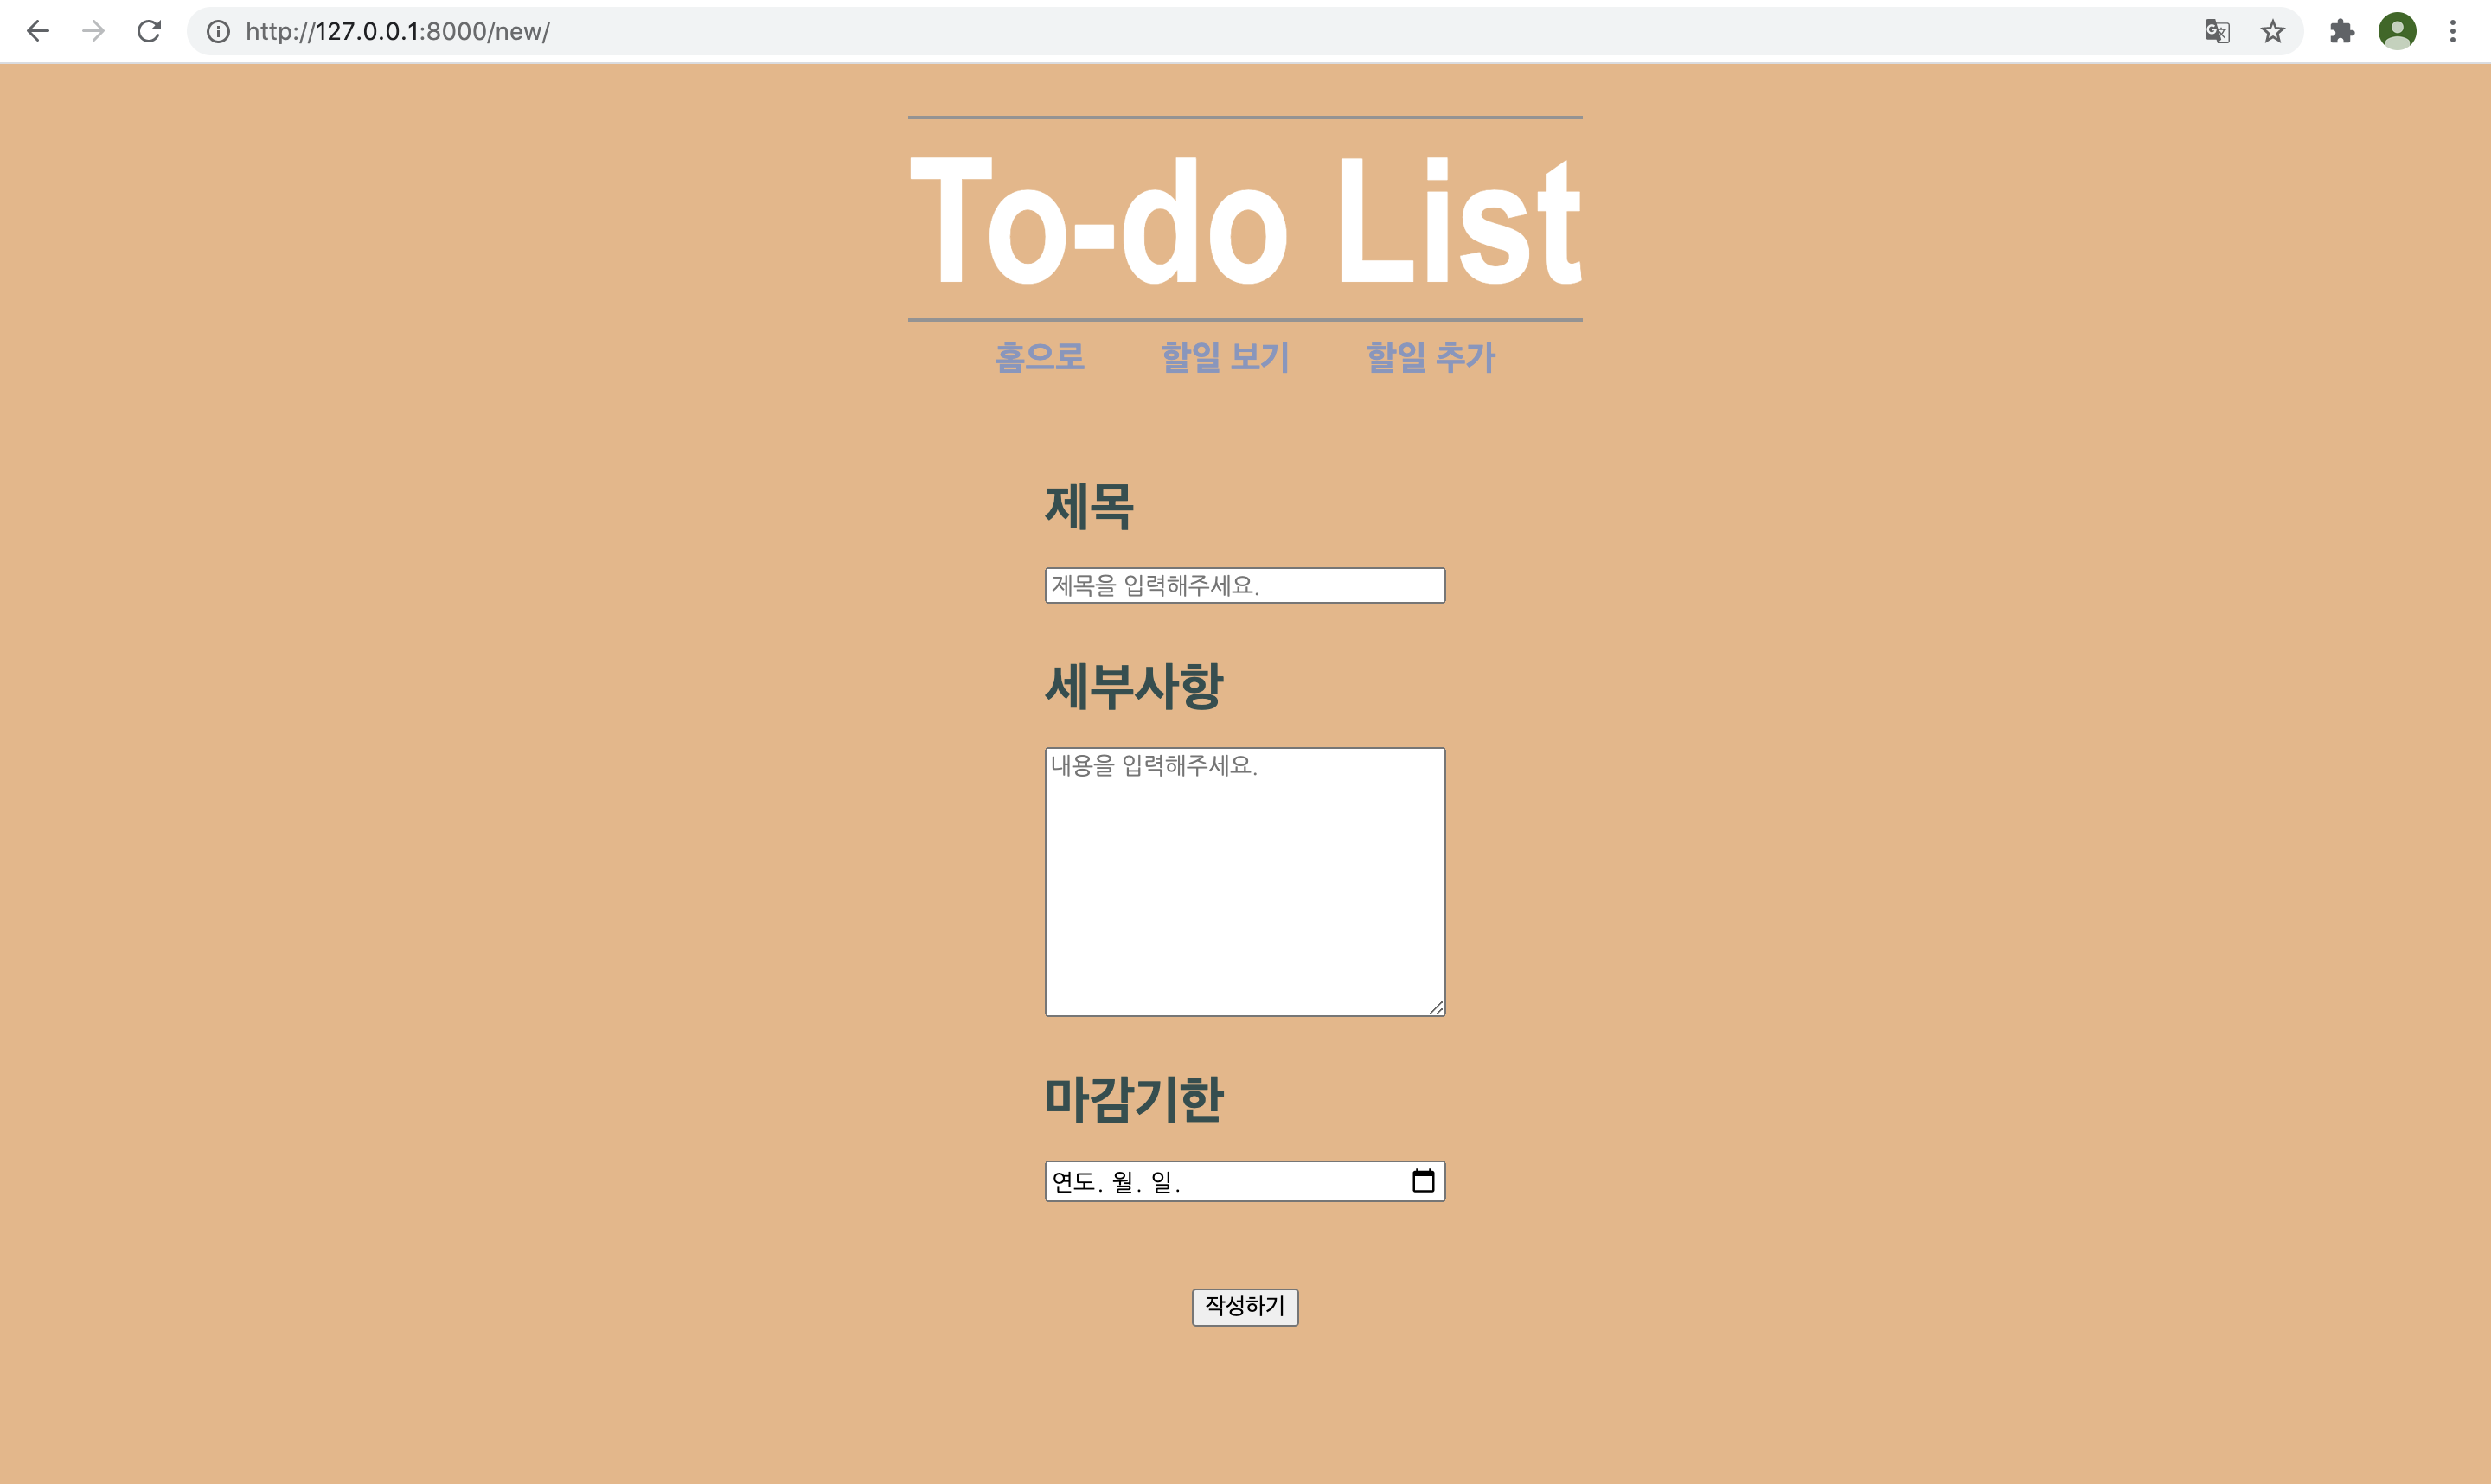 http://127.0.0.1:8000/new/
To-do List
홈으로 할일 보기 할일 추가
제목
제목을 입력해주세요.
세부사항
내용을 입력해주세요.
마감기한
연도. 월. 일.
작성하기